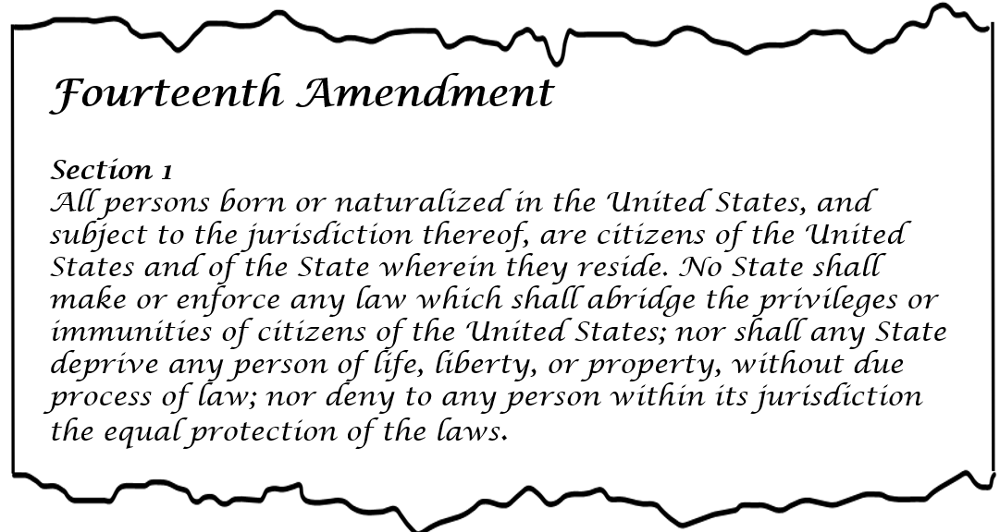 Fourteenth Amendment
Section 1
All persons born or naturalized in the United States, and
subject to the jurisdiction thereof, are citizens of the United
States and of the State wherein they reside. No State shall
make or enforce any law which shall abridge the privileges or
immunities of citizens of the United States; nor shall any State
deprive any person of life, liberty, or property, without due
process of law; nor deny to any person within its jurisdiction
the equal protection of the laws.